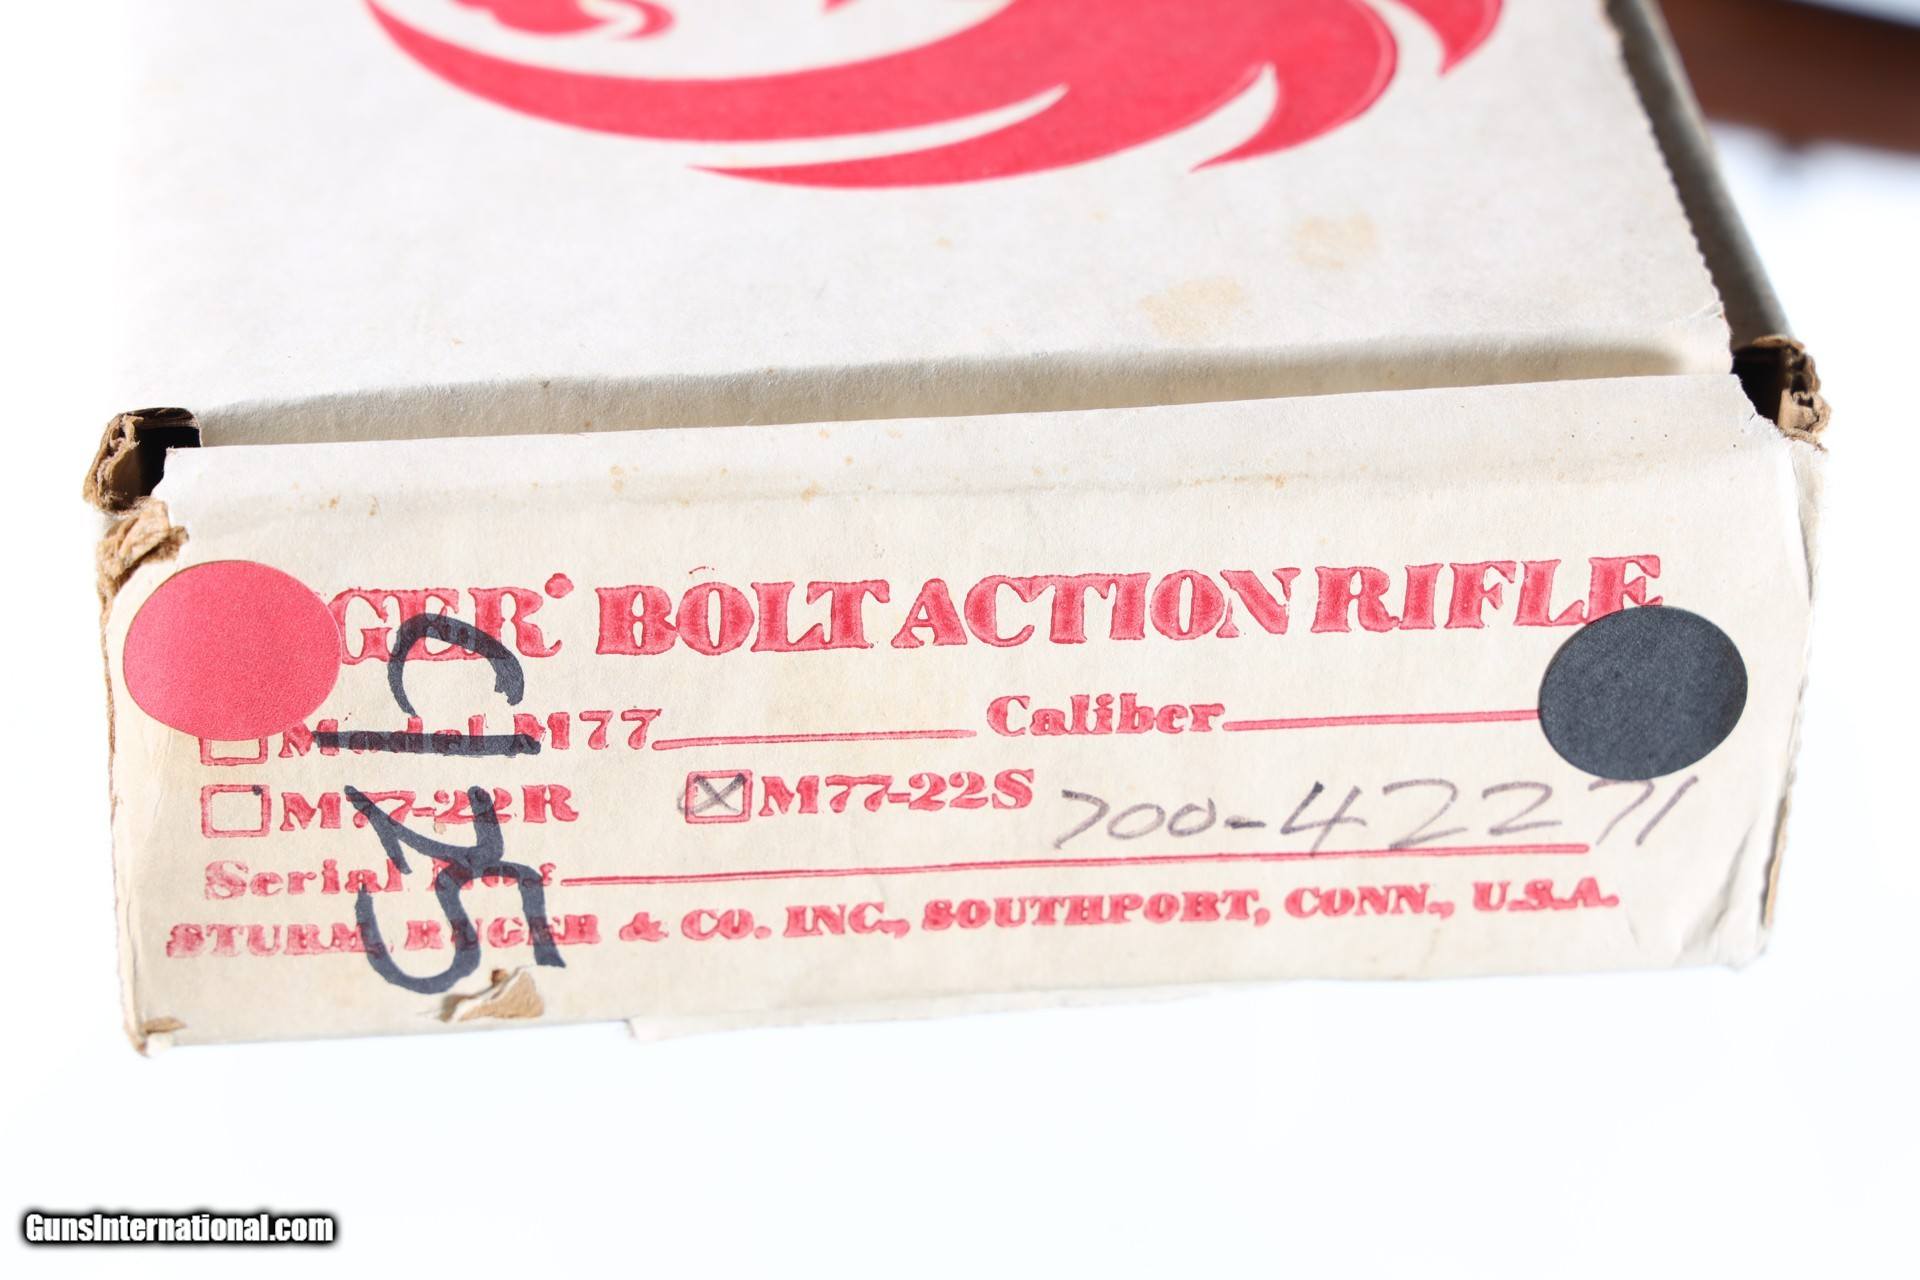 GER® BOLT ACTION RIFLE
Model M77 Caliber
M77-22R M77-22S 700-42271
Serial No:
STURM, RUGER & CO. INC., SOUTHPORT, CONN., U.S.A.
GunsInternational.com